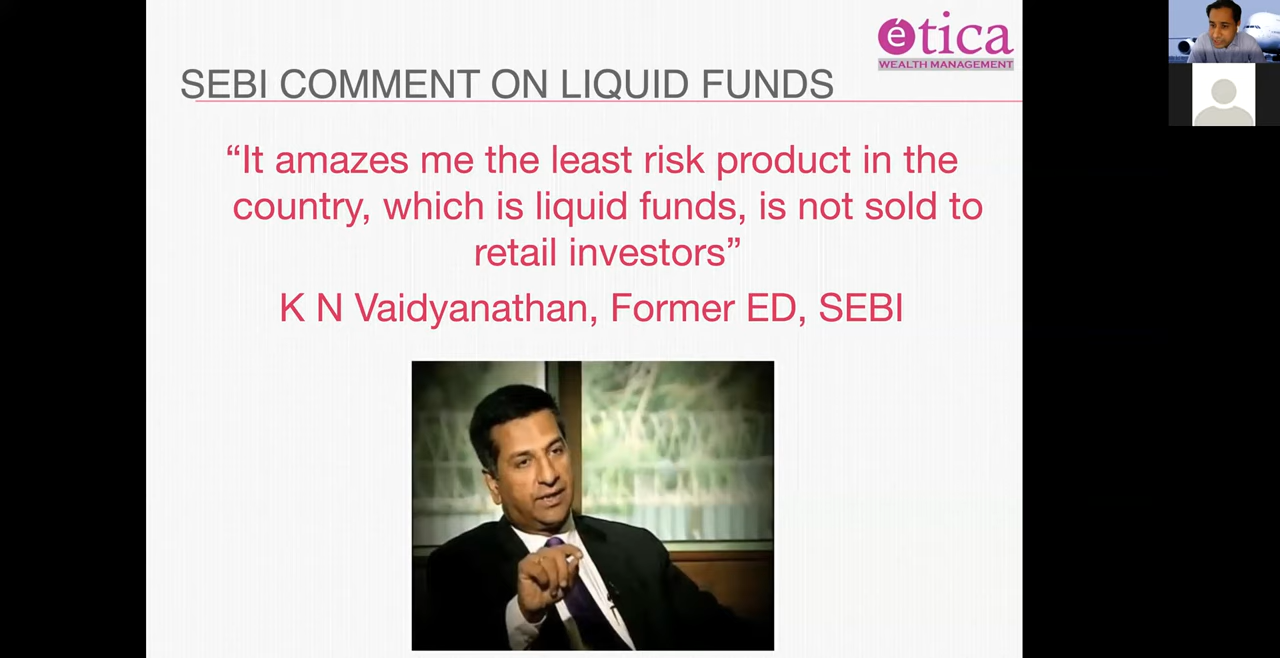 ética
WEALTH MANAGEMENT
SEBI COMMENT ON LIQUID FUNDS
“It amazes me the least risk product in the
country, which is liquid funds, is not sold to
retail investors”
K N Vaidyanathan, Former ED, SEBI